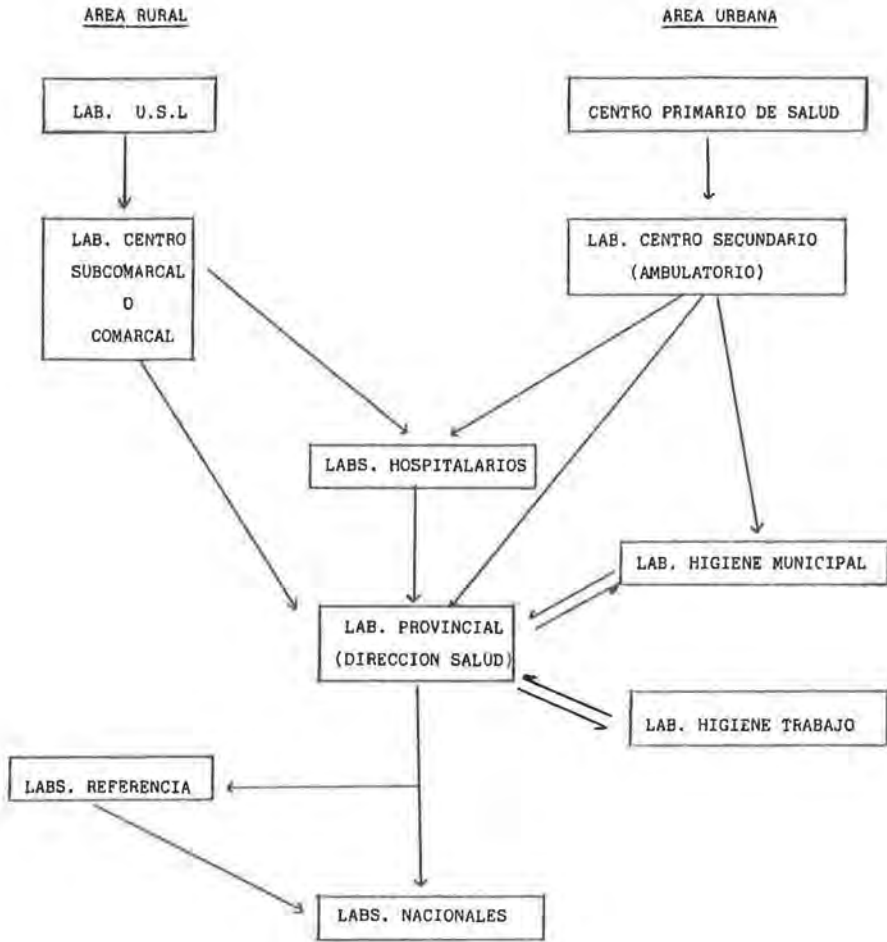 AREA RURAL
AREA URBANA
LAB. U.S.L
CENTRO PRIMARIO DE SALUD
LAB. CENTRO
SUBCOMARCAL
O
COMARCAL
LAB. CENTRO SECUNDARIO
(AMBULATORIO)
LABS. HOSPITALARIOS
LAB. HIGIENE MUNICIPAL
LAB. PROVINCIAL
(DIRECCION SALUD)
LAB. HIGIENE TRABAJO
LABS. REFERENCIA
LABS. NACIONALES